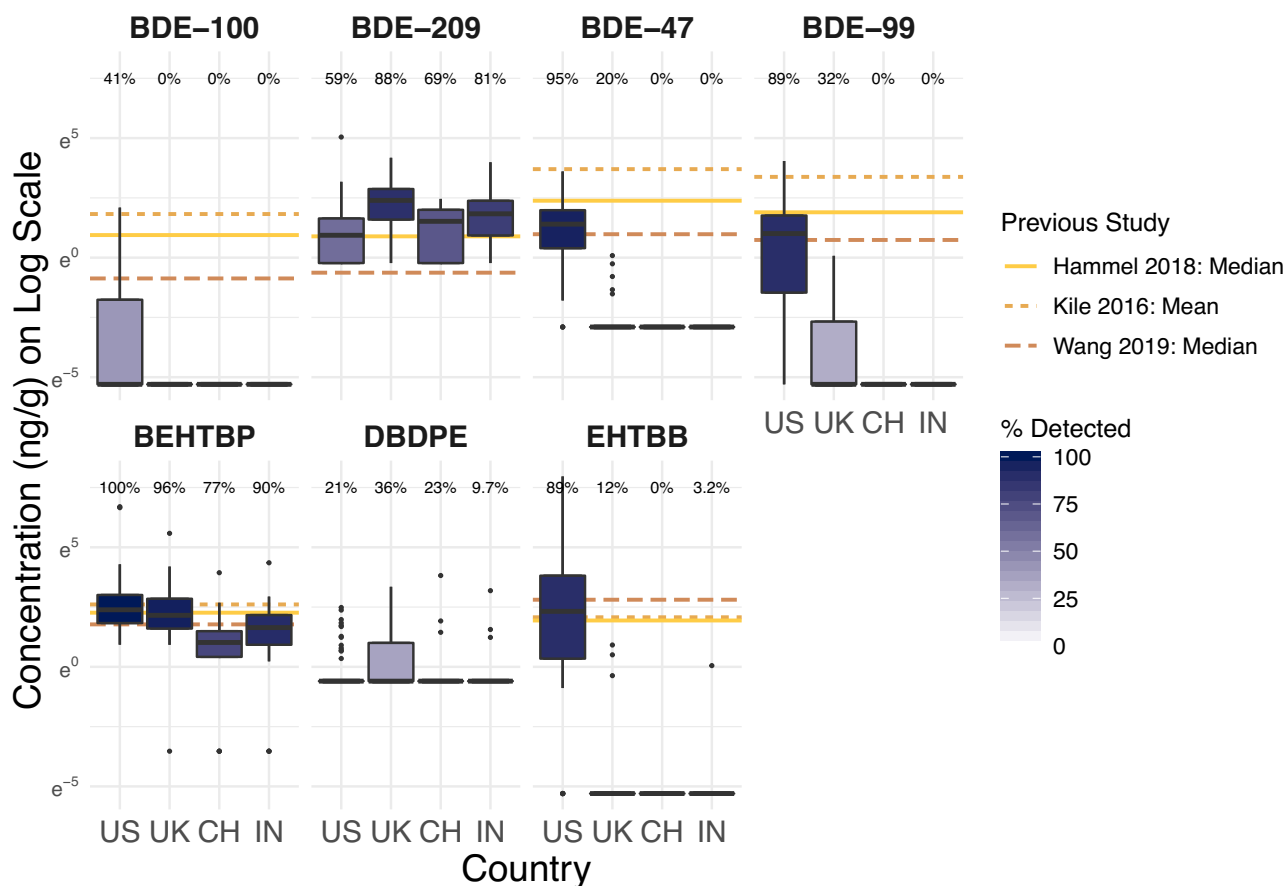 BDE−100 BDE−209 BDE−47 BDE−99
41% 0% 0% 0% 59% 88% 69% 81% 95% 20% 0% 0% 89% 32% 0% 0%
e⁵
e⁰
e⁻⁵
US UK CH IN
BEHTBP DBDPE EHTBB
100% 96% 77% 90% 21% 36% 23% 9.7% 89% 12% 0% 3.2%
e⁵
e⁰
e⁻⁵
US UK CH IN US UK CH IN US UK CH IN
Country
Concentration (ng/g) on Log Scale
Previous Study
Hammel 2018: Median
Kile 2016: Mean
Wang 2019: Median
% Detected
100
75
50
25
0